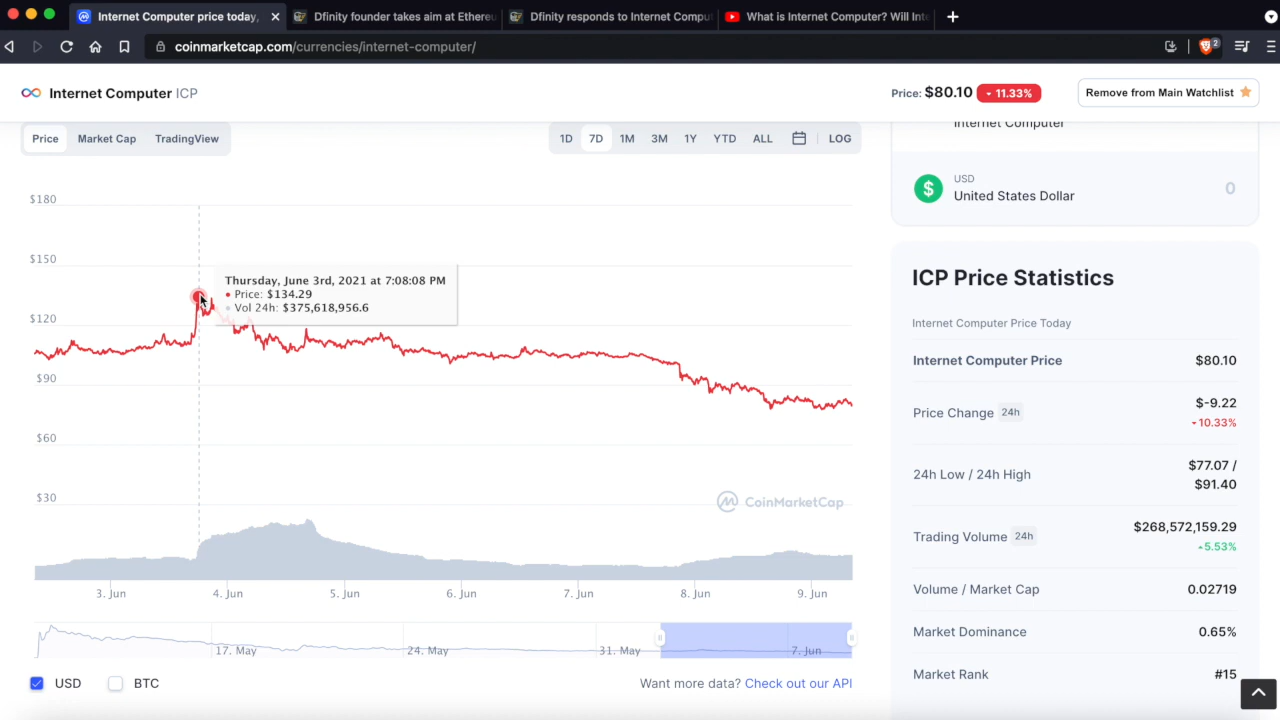 Internet Computer price today,
Dfinity founder takes aim at Ethereu
Dfinity responds to Internet Comput
What is Internet Computer? Will Inte
coinmarketcap.com/currencies/internet-computer/
2
Internet Computer ICP
Price: $80.10
11.33%
Remove from Main Watchlist
Price
Market Cap
TradingView
1D
7D
1M
3M
1Y
YTD
ALL
LOG
$180
$150
$120
$90
$60
$30
Thursday, June 3rd, 2021 at 7:08:08 PM
Price: $134.29
Vol 24h: $375,618,956.6
CoinMarketCap
3. Jun
4. Jun
5. Jun
6. Jun
7. Jun
8. Jun
9. Jun
17. May
24. May
31. May
7. Jun
USD
BTC
Want more data? Check out our API
Internet Computer
USD
United States Dollar
0
ICP Price Statistics
Internet Computer Price Today
Internet Computer Price
$80.10
Price Change 24h
$-9.22
10.33%
24h Low / 24h High
$77.07 /
$91.40
Trading Volume 24h
$268,572,159.29
5.53%
Volume / Market Cap
0.02719
Market Dominance
0.65%
Market Rank
#15